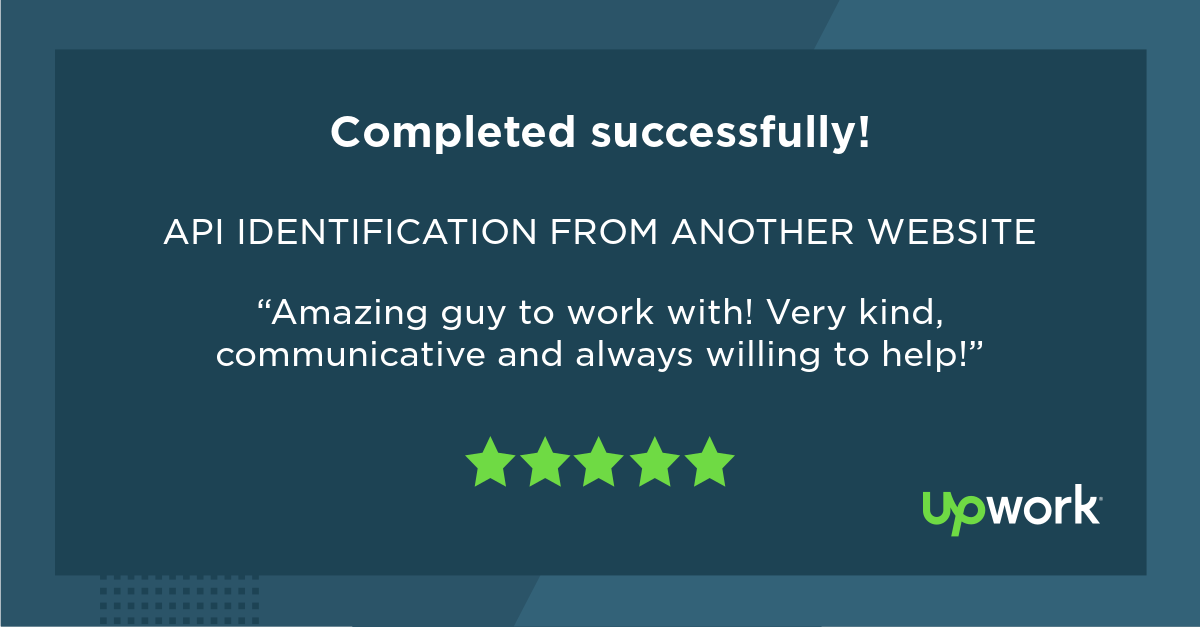 Completed successfully!
API IDENTIFICATION FROM ANOTHER WEBSITE
“Amazing guy to work with! Very kind,
communicative and always willing to help!”
upwork